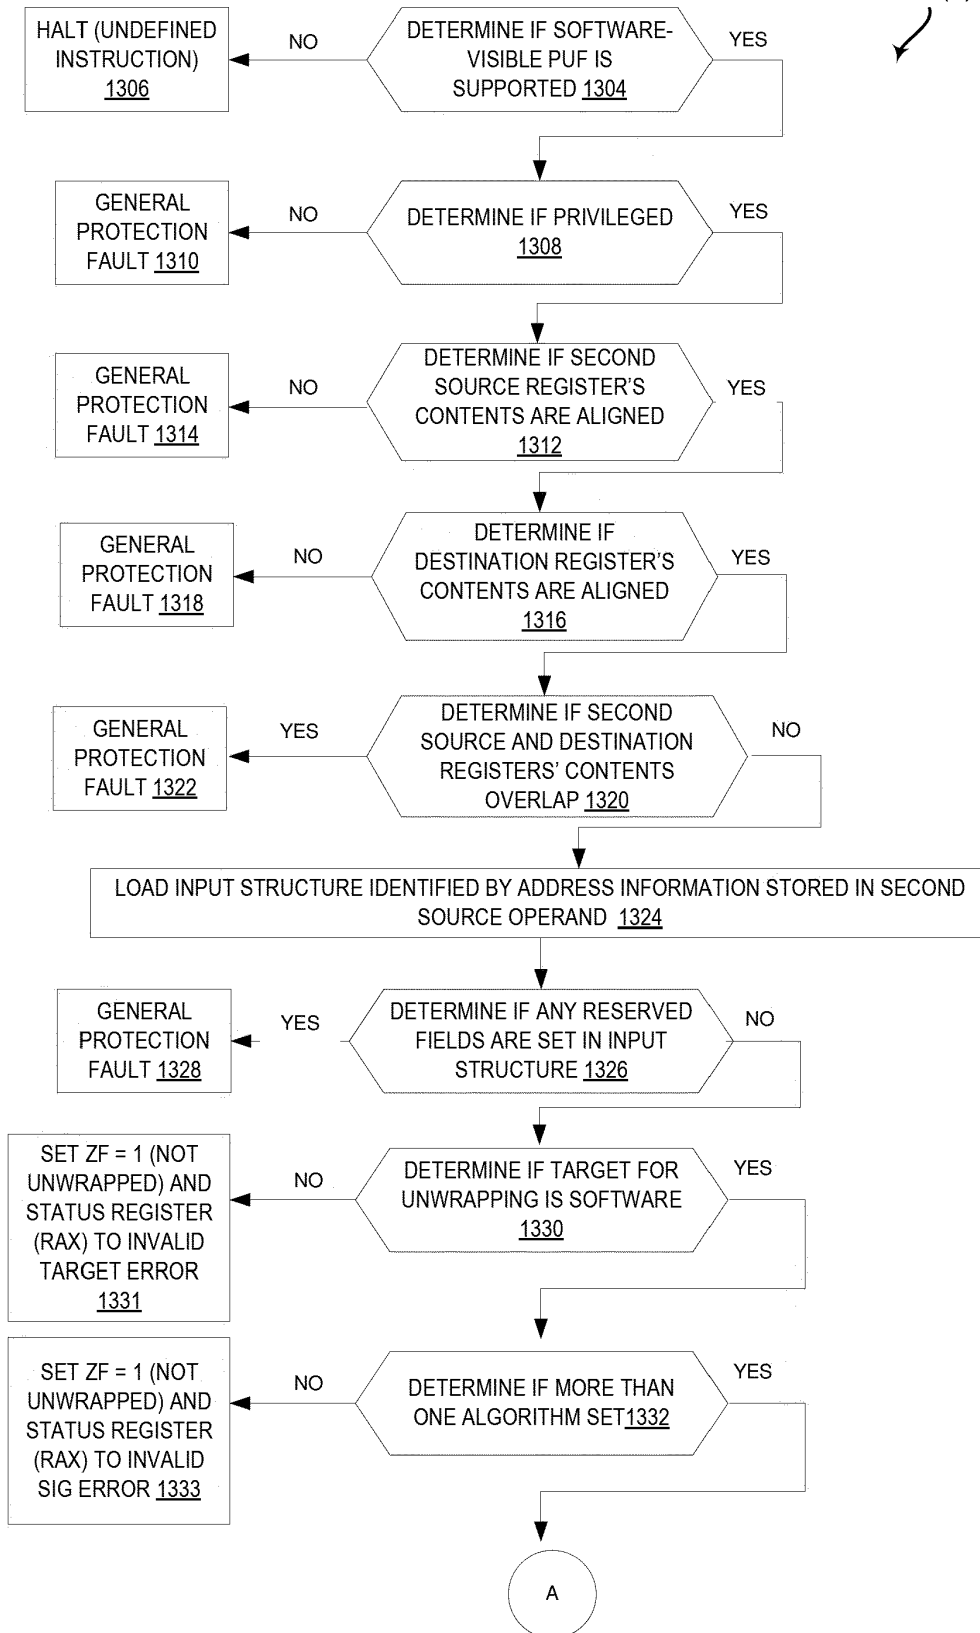 HALT (UNDEFINED
INSTRUCTION)
1306
NO
DETERMINE IF SOFTWARE-
VISIBLE PUF IS
SUPPORTED 1304
YES
GENERAL
PROTECTION
FAULT 1310
NO
DETERMINE IF PRIVILEGED
1308
YES
GENERAL
PROTECTION
FAULT 1314
NO
DETERMINE IF SECOND
SOURCE REGISTER'S
CONTENTS ARE ALIGNED
1312
YES
GENERAL
PROTECTION
FAULT 1318
NO
DETERMINE IF
DESTINATION REGISTER'S
CONTENTS ARE ALIGNED
1316
YES
GENERAL
PROTECTION
FAULT 1322
YES
DETERMINE IF SECOND
SOURCE AND DESTINATION
REGISTERS' CONTENTS
OVERLAP 1320
NO
LOAD INPUT STRUCTURE IDENTIFIED BY ADDRESS INFORMATION STORED IN SECOND
SOURCE OPERAND 1324
GENERAL
PROTECTION
FAULT 1328
YES
DETERMINE IF ANY RESERVED
FIELDS ARE SET IN INPUT
STRUCTURE 1326
NO
SET ZF = 1 (NOT
UNWRAPPED) AND
STATUS REGISTER
(RAX) TO INVALID
TARGET ERROR
1331
NO
DETERMINE IF TARGET FOR
UNWRAPPING IS SOFTWARE
1330
YES
SET ZF = 1 (NOT
UNWRAPPED) AND
STATUS REGISTER
(RAX) TO INVALID
SIG ERROR 1333
NO
DETERMINE IF MORE THAN
ONE ALGORITHM SET1332
YES
A